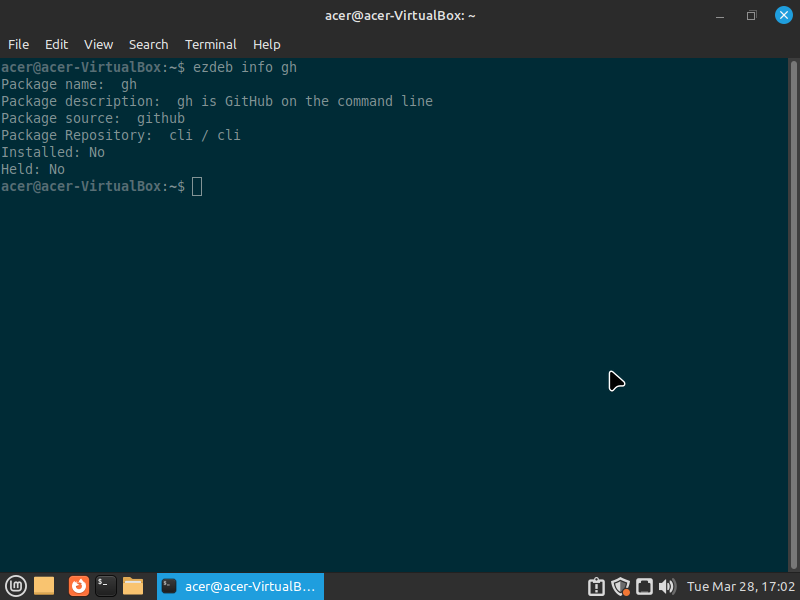 acer@acer-VirtualBox: ~
File Edit View Search Terminal Help
acer@acer-VirtualBox:~$ ezdeb info gh
Package name:  gh
Package description:  gh is GitHub on the command line
Package source:  github
Package Repository:  cli / cli
Installed: No
Held: No
acer@acer-VirtualBox:~$
acer@acer-VirtualB... Tue Mar 28, 17:02